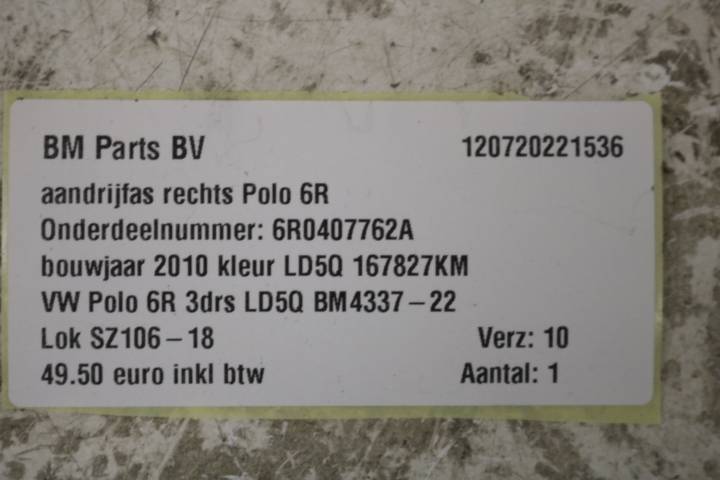 BM Parts BV 120720221536
aandrijfas rechts Polo 6R
Onderdeelnummer: 6R0407762A
bouwjaar 2010 kleur LD5Q 167827KM
VW Polo 6R 3drs LD5Q BM4337-22
Lok SZ106-18 Verz: 10
49.50 euro inkl btw Aantal: 1